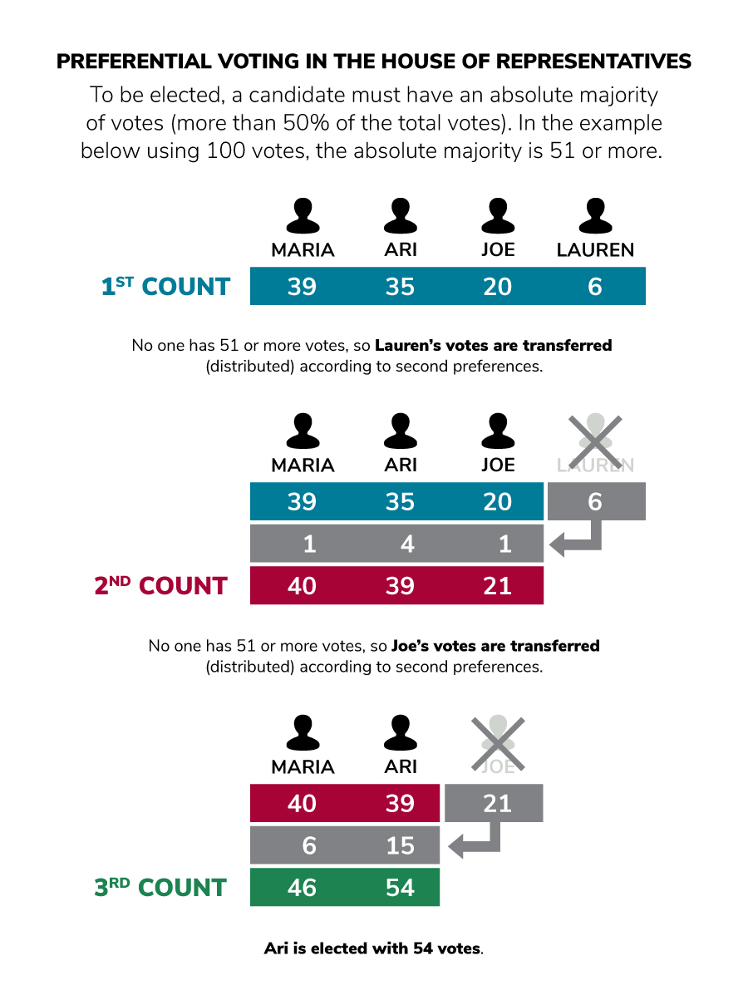 PREFERENTIAL VOTING IN THE HOUSE OF REPRESENTATIVES
To be elected, a candidate must have an absolute majority
of votes (more than 50% of the total votes). In the example
below using 100 votes, the absolute majority is 51 or more.
MARIA ARI JOE LAUREN
1ST COUNT 39 35 20 6
No one has 51 or more votes, so Lauren's votes are transferred
(distributed) according to second preferences.
MARIA ARI JOE LAUREN
39 35 20 6
1 4 1
2ND COUNT 40 39 21
No one has 51 or more votes, so Joe's votes are transferred
(distributed) according to second preferences.
MARIA ARI JOE
40 39 21
6 15
3RD COUNT 46 54
Ari is elected with 54 votes.